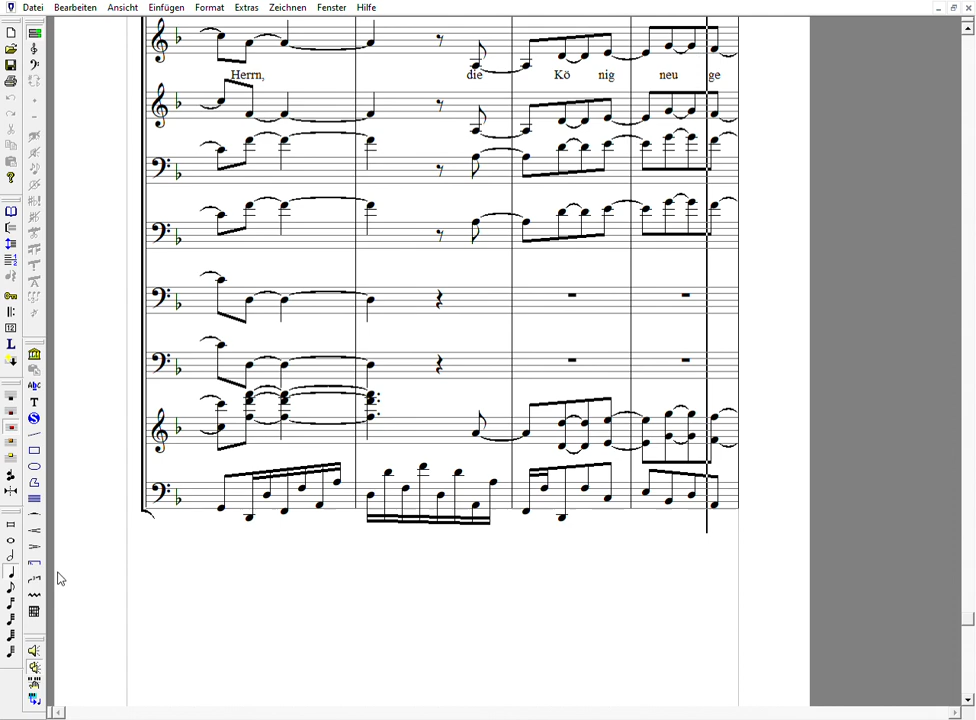 Datei Bearbeiten Ansicht Einfügen Format Extras Zeichnen Fenster Hilfe
Herrn, die Kö nig neu ge